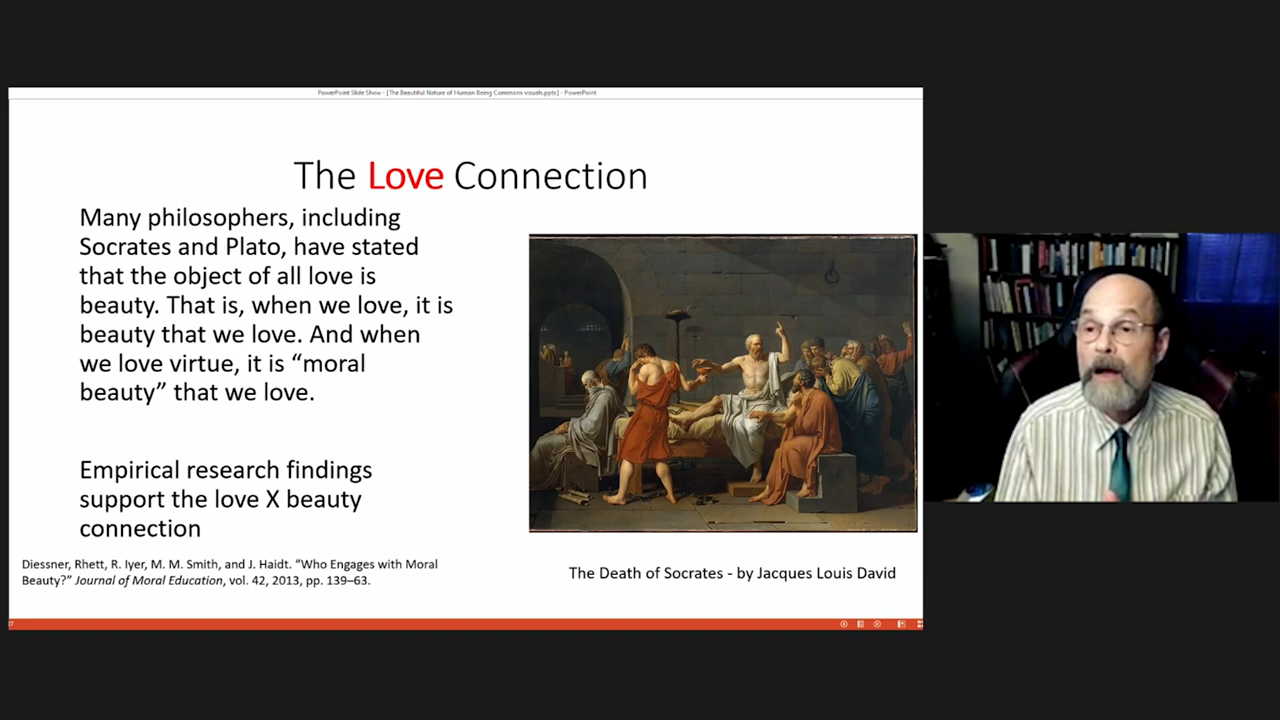 PowerPoint Slide Show - [The Beautiful Nature of Human Being Commons visuals.pptx] - PowerPoint
The Love Connection
Many philosophers, including
Socrates and Plato, have stated
that the object of all love is
beauty. That is, when we love, it is
beauty that we love. And when
we love virtue, it is “moral
beauty” that we love.
Empirical research findings
support the love X beauty
connection
Diessner, Rhett, R. Iyer, M. M. Smith, and J. Haidt. “Who Engages with Moral
Beauty?” Journal of Moral Education, vol. 42, 2013, pp. 139–63.
The Death of Socrates - by Jacques Louis David